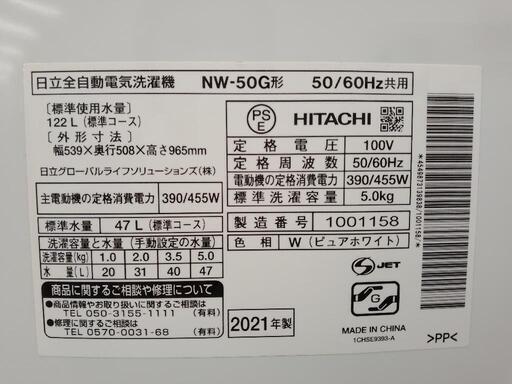 日立全自動電気洗濯機 NW-50G形 50/60Hz共用
[標準使用水量]
122L(標準コース)
[外形寸法]
幅539×奥行508×高さ965mm
日立グローバルライフソリューションズ(株)
主電動機の定格消費電力 390/455W
標準水量 47L(標準コース)
洗濯容量と水量(手動設定の水量)
洗濯容量(kg) 1.0 2.0 3.5 5.0
水量(L) 20 31 40 47
商品に関するご相談や修理について
商品情報やお取り扱いに関するご相談
TEL 050-3155-1111 (有料)
修理に関するご相談
TEL 0570-0031-68 (有料)
PS
E
HITACHI
定格電圧 100V
定格周波数 50/60Hz
電動機の定格消費電力 390/455W
標準洗濯容量 5.0kg
製造番号 1001158
色相 W(ピュアホワイト)
2021年製
S JET
G
MADE IN CHINA
1CHSE9393-A
*4549873139838/1001158/*
>PP<